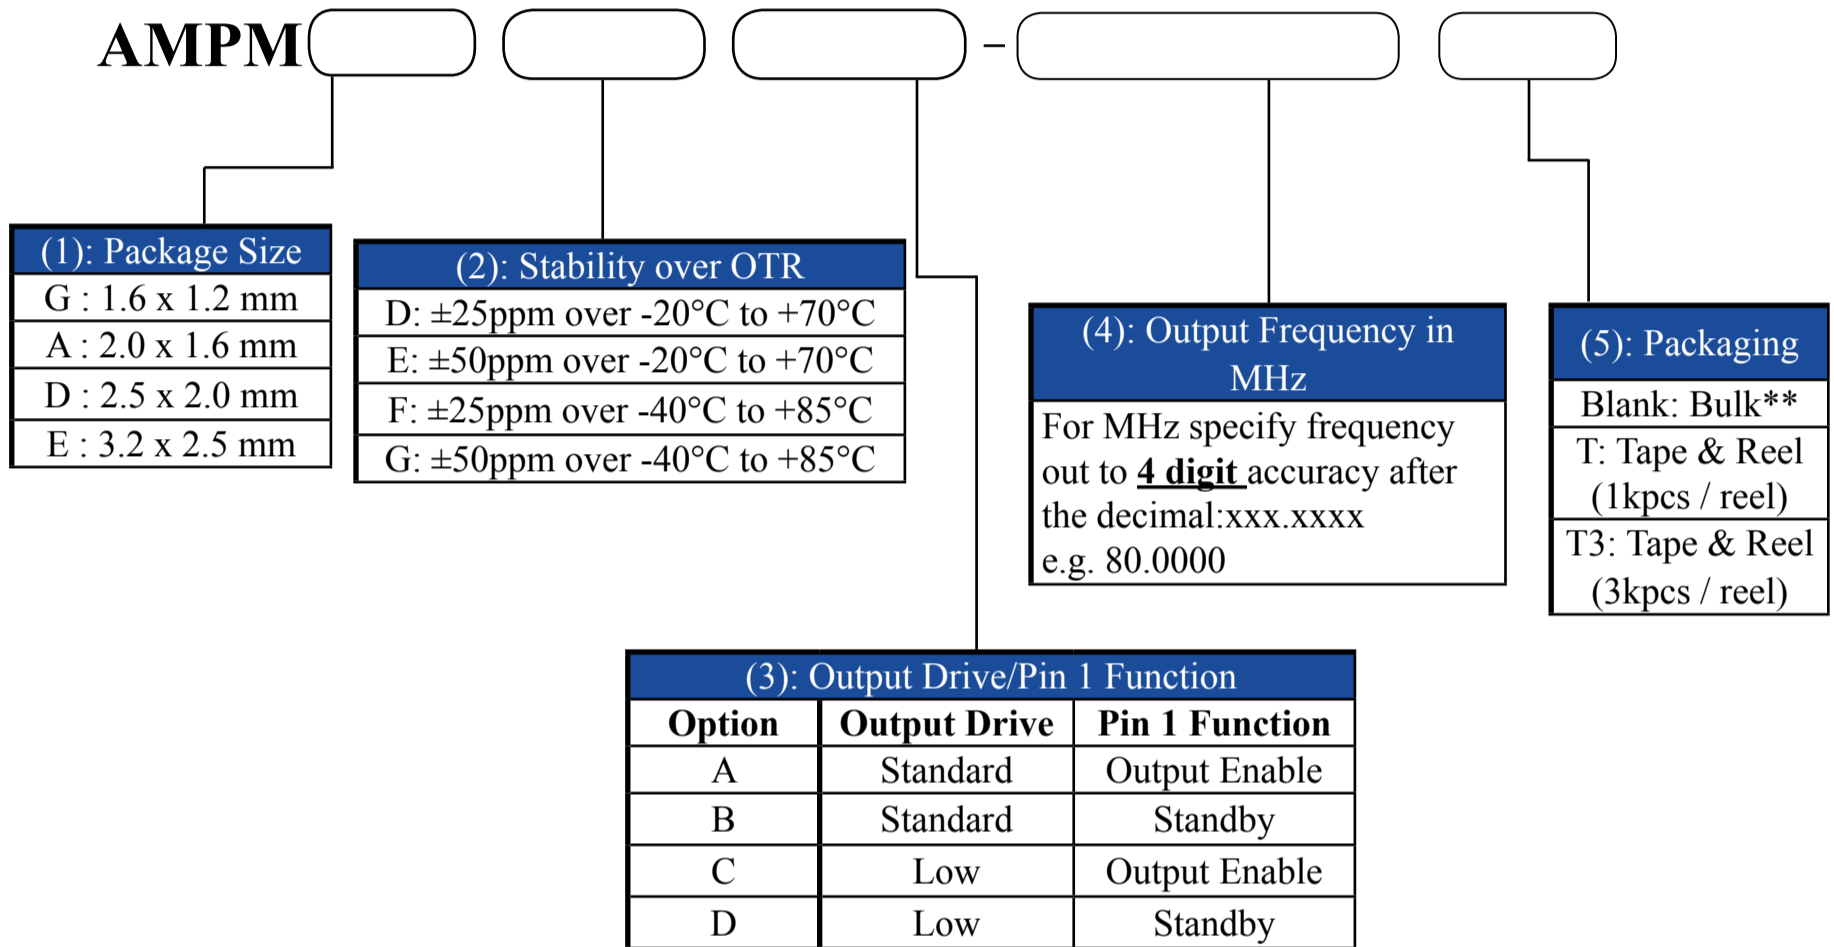 AMPM –
(1): Package Size
G : 1.6 x 1.2 mm
A : 2.0 x 1.6 mm
D : 2.5 x 2.0 mm
E : 3.2 x 2.5 mm
(2): Stability over OTR
D: ±25ppm over -20°C to +70°C
E: ±50ppm over -20°C to +70°C
F: ±25ppm over -40°C to +85°C
G: ±50ppm over -40°C to +85°C
(4): Output Frequency in
MHz
For MHz specify frequency
out to 4 digit accuracy after
the decimal:xxx.xxxx
e.g. 80.0000
(5): Packaging
Blank: Bulk**
T: Tape & Reel
(1kpcs / reel)
T3: Tape & Reel
(3kpcs / reel)
(3): Output Drive/Pin 1 Function
Option Output Drive Pin 1 Function
A Standard Output Enable
B Standard Standby
C Low Output Enable
D Low Standby